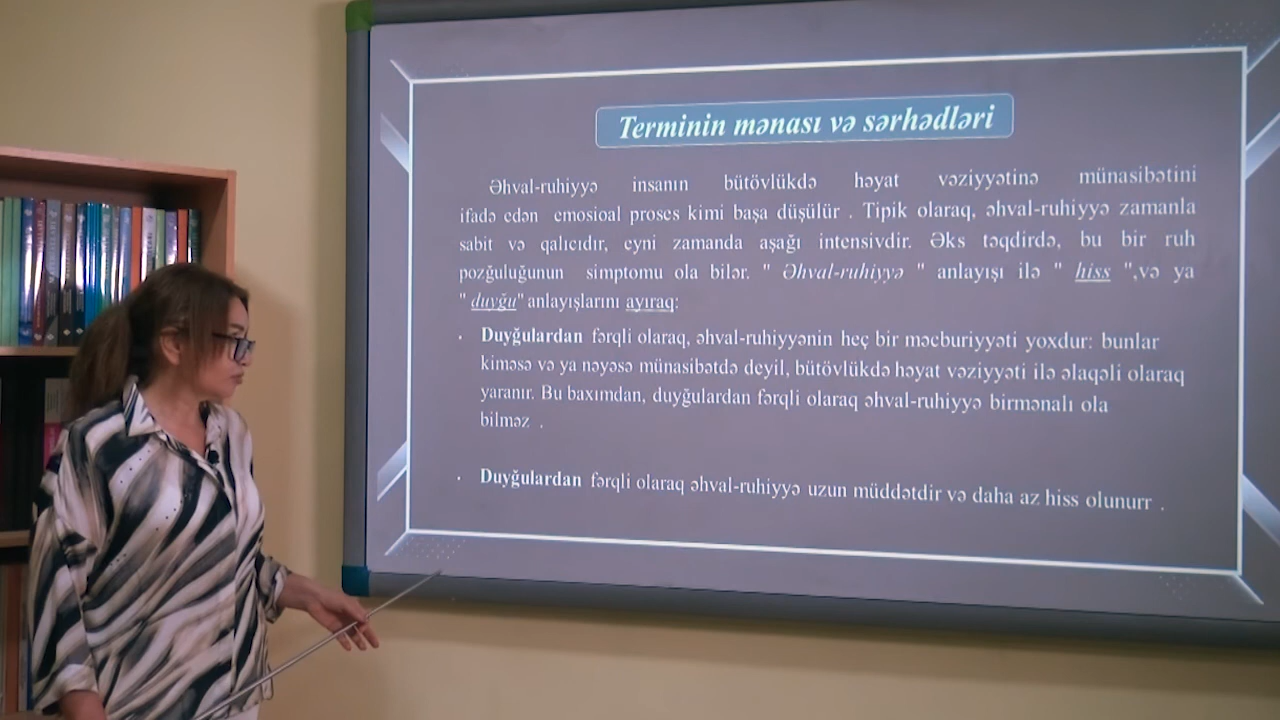 Terminin mənası və sərhədləri
Əhval-ruhiyyə insanın bütövlükdə həyat vəziyyətinə münasibətini
ifadə edən emosioal proses kimi başa düşülür . Tipik olaraq, əhval-ruhiyyə zamanla
sabit və qalıcıdır, eyni zamanda aşağı intensivdir. Əks təqdirdə, bu bir ruh
pozğuluğunun simptomu ola bilər. " Əhval-ruhiyyə " anlayışı ilə " hiss ",və ya
" duyğu" anlayışlarını ayıraq:
• Duyğulardan fərqli olaraq, əhval-ruhiyyənin heç bir məcburiyyəti yoxdur: bunlar
kiməsə və ya nəyəsə münasibətdə deyil, bütövlükdə həyat vəziyyəti ilə əlaqəli olaraq
yaranır. Bu baxımdan, duyğulardan fərqli olaraq əhval-ruhiyyə birmənalı ola
bilməz .
• Duyğulardan fərqli olaraq əhval-ruhiyyə uzun müddətdir və daha az hiss olunurr .